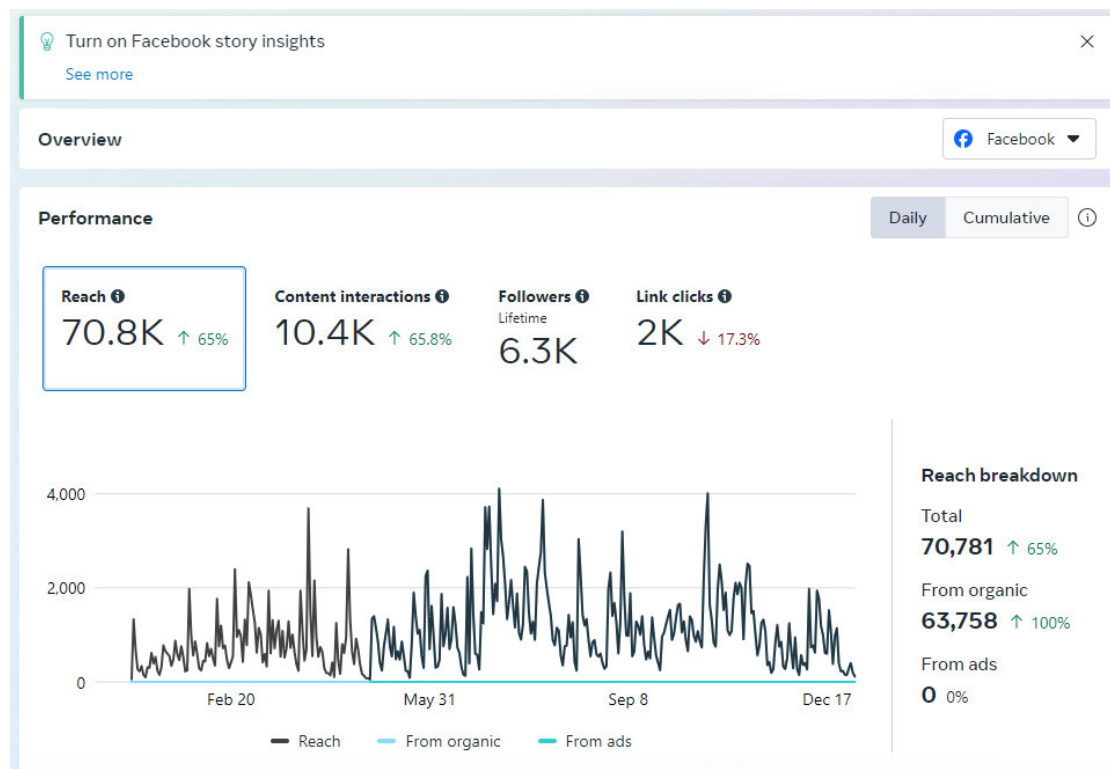 Turn on Facebook story insights
See more
Overview
Facebook
Performance
Daily Cumulative
Reach
70.8K ↑ 65%
Content interactions
10.4K ↑ 65.8%
Followers
Lifetime
6.3K
Link clicks
2K ↓ 17.3%
4,000
2,000
0
Feb 20 May 31 Sep 8 Dec 17
Reach From organic From ads
Reach breakdown
Total
70,781 ↑ 65%
From organic
63,758 ↑ 100%
From ads
0 0%